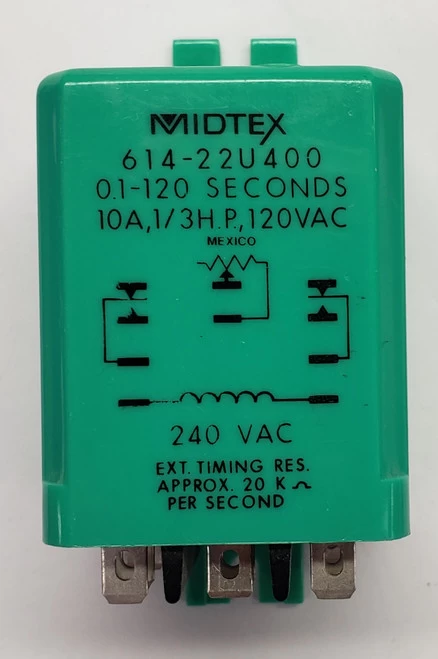 MIDTEX
614-22U400
0.1-120 SECONDS
10A,1/3H.P.,120VAC
MEXICO
240 VAC
EXT. TIMING RES.
APPROX. 20 K Ω
PER SECOND